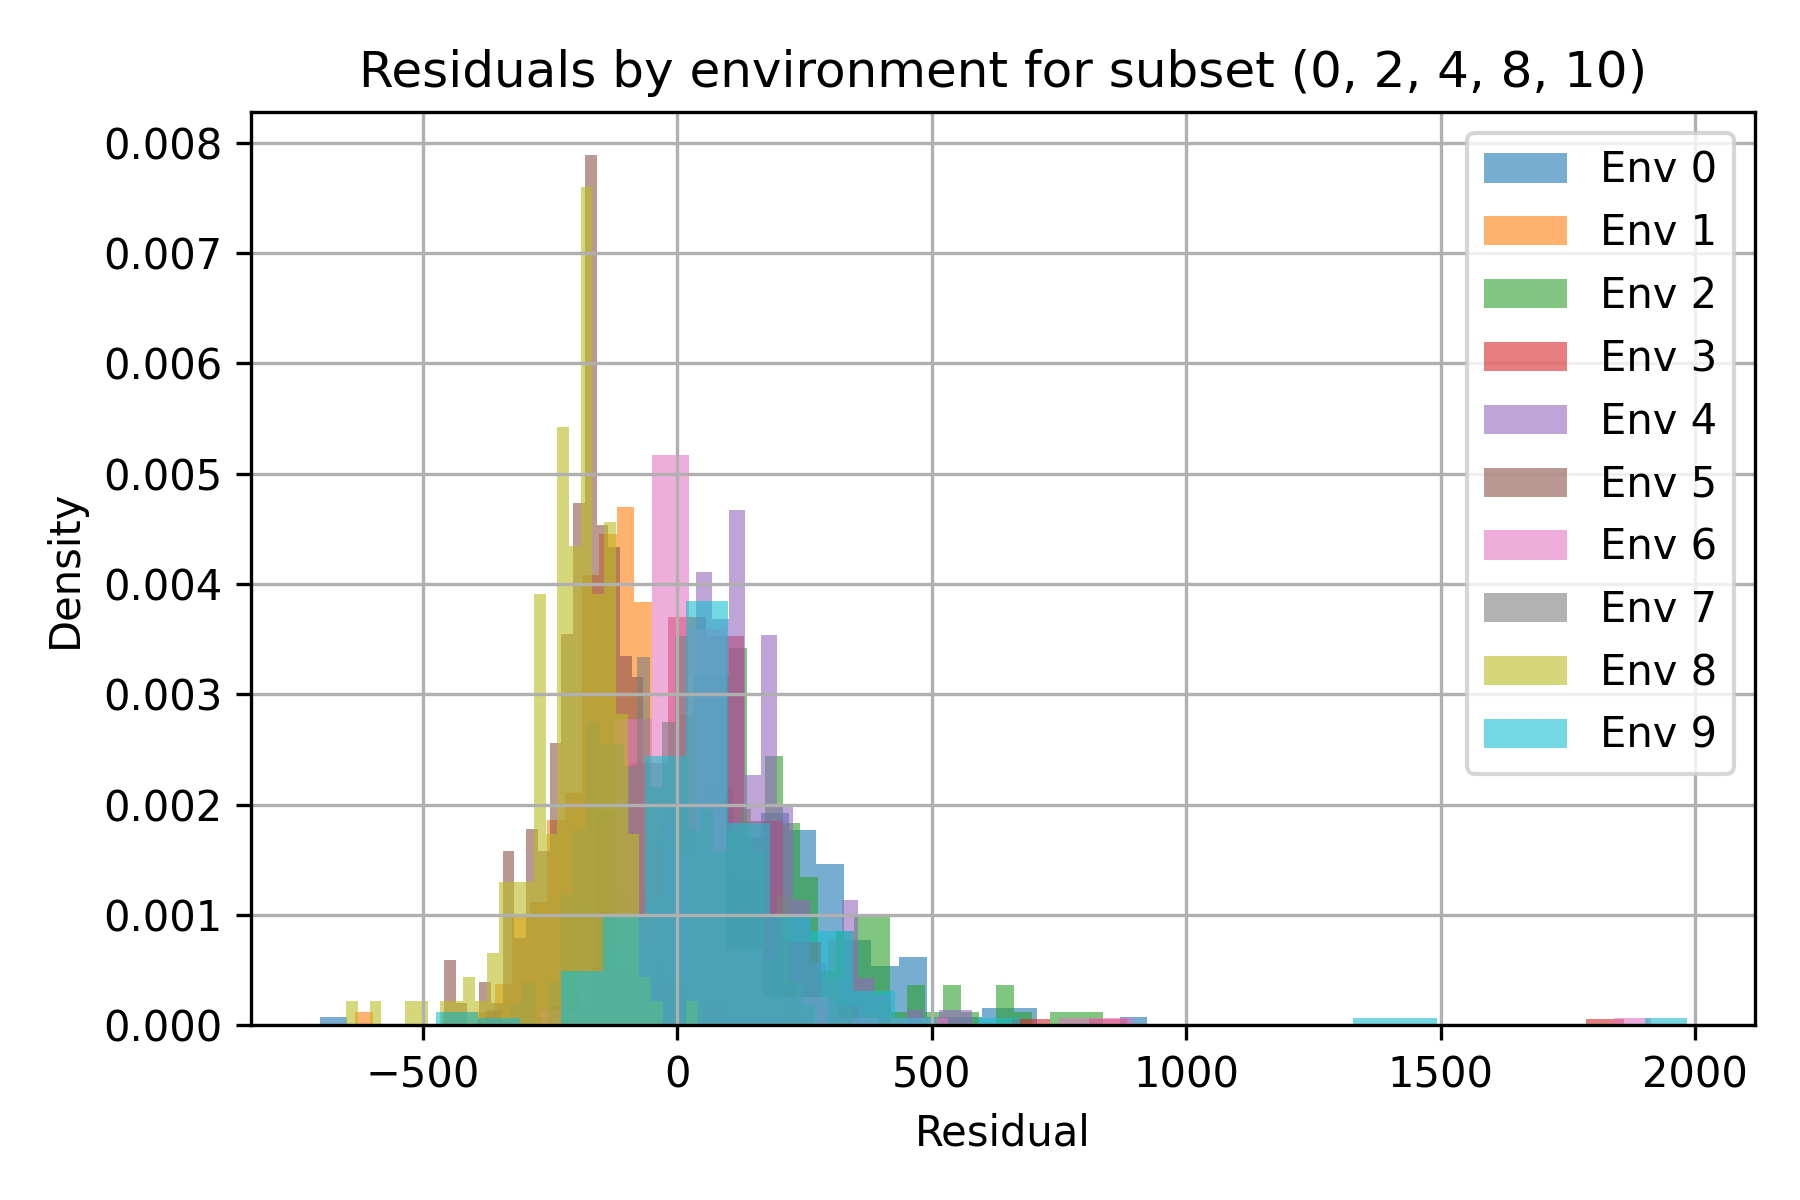 Residuals by environment for subset (0, 2, 4, 8, 10)
0.008
0.007
0.006
0.005
0.004
0.003
0.002
0.001
0.000
Density
−500
0
500
1000
1500
2000
Residual
Env 0
Env 1
Env 2
Env 3
Env 4
Env 5
Env 6
Env 7
Env 8
Env 9